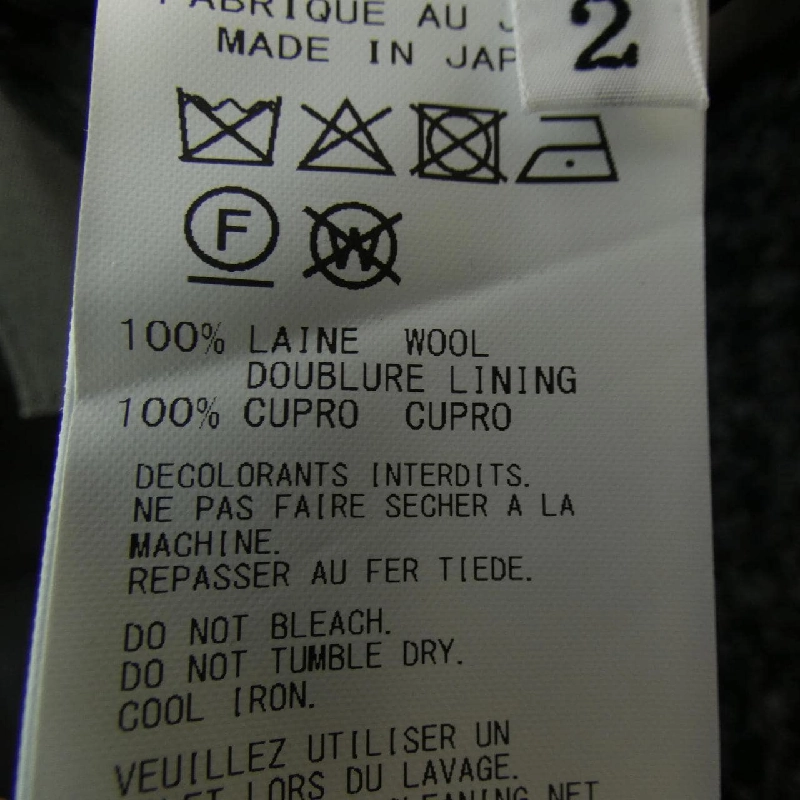 FABRIQUE AU
MADE IN JAP
2
F
W
100% LAINE WOOL
DOUBLURE LINING
100% CUPRO CUPRO
DECOLORANTS INTERDITS.
NE PAS FAIRE SECHER A LA
MACHINE.
REPASSER AU FER TIEDE.
DO NOT BLEACH.
DO NOT TUMBLE DRY.
COOL IRON.
VEUILLEZ UTILISER UN
LORS DU LAVAGE.
NET